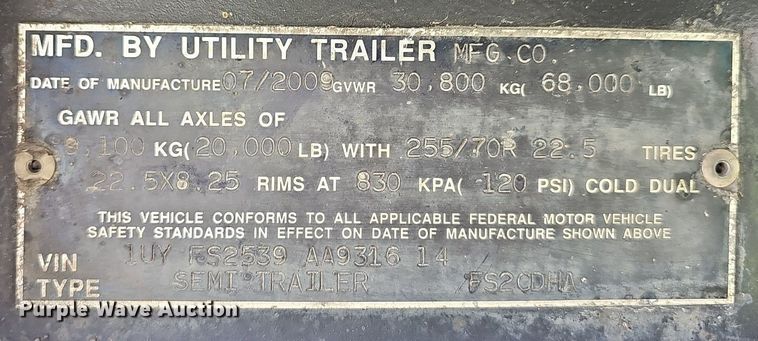 MFD. BY UTILITY TRAILER MFG.CO.
DATE OF MANUFACTURE 07/2009 GVWR 30,800 KG( 68,000 LB)
GAWR ALL AXLES OF
9,100 KG( 20,000 LB) WITH 255/70R 22.5 TIRES
22.5X8.25 RIMS AT 830 KPA( 120 PSI) COLD DUAL
THIS VEHICLE CONFORMS TO ALL APPLICABLE FEDERAL MOTOR VEHICLE
SAFETY STANDARDS IN EFFECT ON DATE OF MANUFACTURE SHOWN ABOVE
VIN 1UY FS2539 AA9316 14
TYPE SEMI TRAILER FS2CDHA
Purple Wave Auction